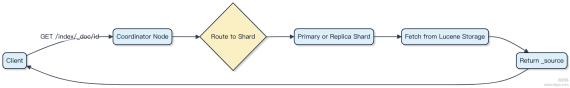 Client
GET /index/_doc/id
Coordinator Node
Route to Shard
Primary or Replica Shard
Fetch from Lucene Storage
Return _source